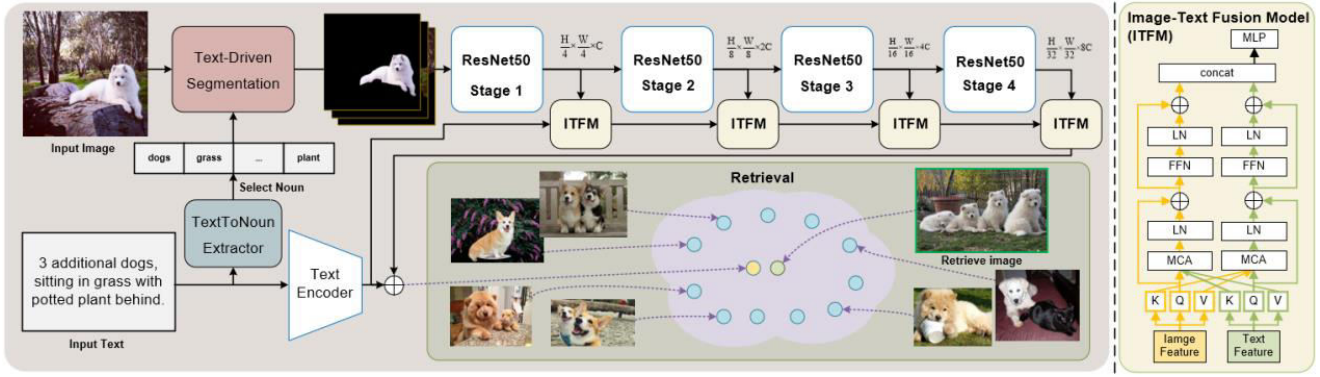 Input Image
Text-Driven
Segmentation
dogs
grass
...
plant
Select Noun
TextToNoun
Extractor
3 additional dogs,
sitting in grass with
potted plant behind.
Input Text
Text
Encoder
ResNet50
Stage 1
H/4 × W/4 ×C
ResNet50
Stage 2
H/8 × W/8 ×2C
ResNet50
Stage 3
H/16 × W/16 ×4C
ResNet50
Stage 4
H/32 × W/32 ×8C
ITFM
ITFM
ITFM
ITFM
Retrieval
Retrieve image
Image-Text Fusion Model
(ITFM)
MLP
concat
LN
LN
FFN
FFN
LN
LN
MCA
MCA
K
Q
V
K
Q
V
Iamge
Feature
Text
Feature